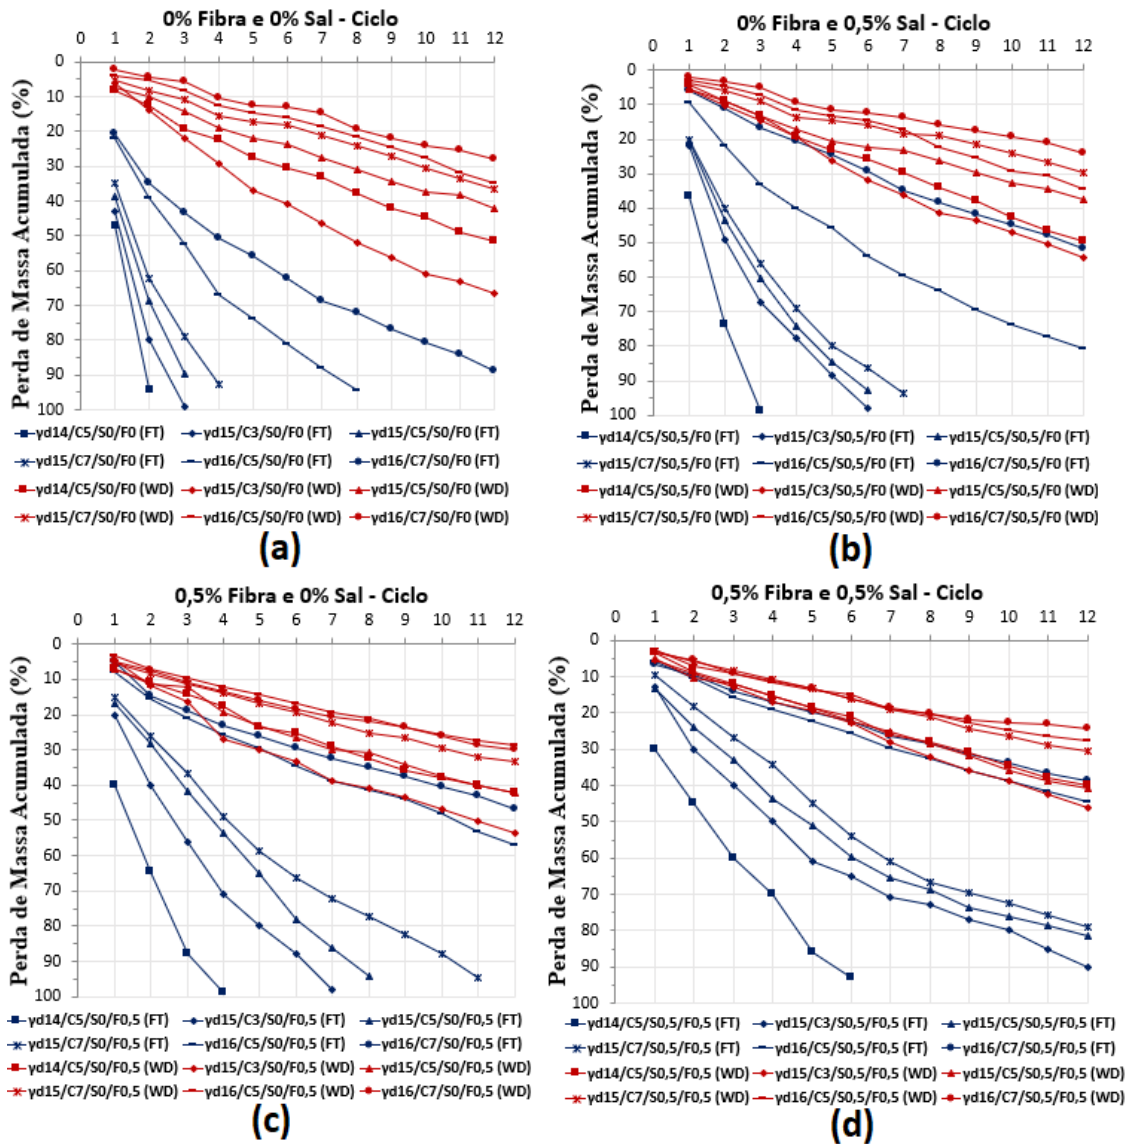 0% Fibra e 0% Sal - Ciclo
0 1 2 3 4 5 6 7 8 9 10 11 12
Perda de Massa Acumulada (%)
0
10
20
30
40
50
60
70
80
90
100
γd14/C5/S0/F0 (FT) γd15/C3/S0/F0 (FT) γd15/C5/S0/F0 (FT)
γd15/C7/S0/F0 (FT) γd16/C5/S0/F0 (FT) γd16/C7/S0/F0 (FT)
γd14/C5/S0/F0 (WD) γd15/C3/S0/F0 (WD) γd15/C5/S0/F0 (WD)
γd15/C7/S0/F0 (WD) γd16/C5/S0/F0 (WD) γd16/C7/S0/F0 (WD)
(a)
0% Fibra e 0,5% Sal - Ciclo
0 1 2 3 4 5 6 7 8 9 10 11 12
Perda de Massa Acumulada (%)
0
10
20
30
40
50
60
70
80
90
100
γd14/C5/S0,5/F0 (FT) γd15/C3/S0,5/F0 (FT) γd15/C5/S0,5/F0 (FT)
γd15/C7/S0,5/F0 (FT) γd16/C5/S0,5/F0 (FT) γd16/C7/S0,5/F0 (FT)
γd14/C5/S0,5/F0 (WD) γd15/C3/S0,5/F0 (WD) γd15/C5/S0,5/F0 (WD)
γd15/C7/S0,5/F0 (WD) γd16/C5/S0,5/F0 (WD) γd16/C7/S0,5/F0 (WD)
(b)
0,5% Fibra e 0% Sal - Ciclo
0 1 2 3 4 5 6 7 8 9 10 11 12
Perda de Massa Acumulada (%)
0
10
20
30
40
50
60
70
80
90
100
γd14/C5/S0/F0,5 (FT) γd15/C3/S0/F0,5 (FT) γd15/C5/S0/F0,5 (FT)
γd15/C7/S0/F0,5 (FT) γd16/C5/S0/F0,5 (FT) γd16/C7/S0/F0,5 (FT)
γd14/C5/S0/F0,5 (WD) γd15/C3/S0/F0,5 (WD) γd15/C5/S0/F0,5 (WD)
γd15/C7/S0/F0,5 (WD) γd16/C5/S0/F0,5 (WD) γd16/C7/S0/F0,5 (WD)
(c)
0,5% Fibra e 0,5% Sal - Ciclo
0 1 2 3 4 5 6 7 8 9 10 11 12
Perda de Massa Acumulada (%)
0
10
20
30
40
50
60
70
80
90
100
γd14/C5/S0,5/F0,5 (FT) γd15/C3/S0,5/F0,5 (FT) γd15/C5/S0,5/F0,5 (FT)
γd15/C7/S0,5/F0,5 (FT) γd16/C5/S0,5/F0,5 (FT) γd16/C7/S0,5/F0,5 (FT)
γd14/C5/S0,5/F0,5 (WD) γd15/C3/S0,5/F0,5 (WD) γd15/C5/S0,5/F0,5 (WD)
γd15/C7/S0,5/F0,5 (WD) γd16/C5/S0,5/F0,5 (WD) γd16/C7/S0,5/F0,5 (WD)
(d)